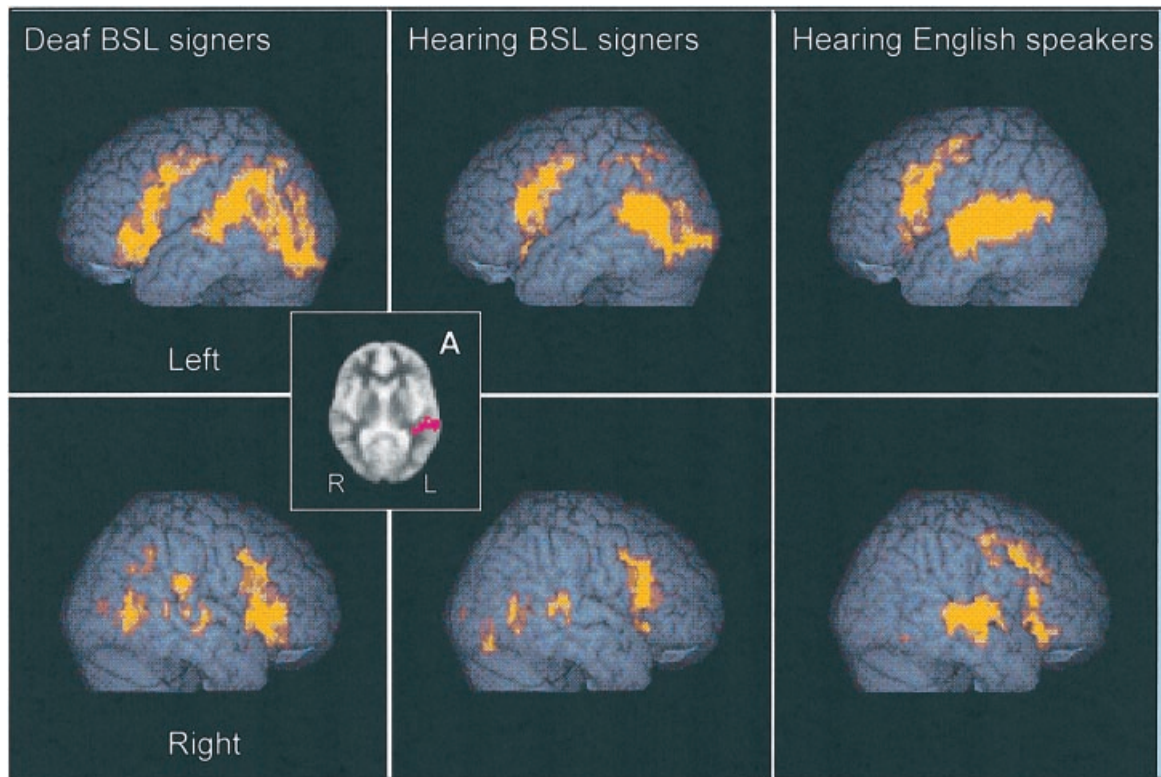 Deaf BSL signers
Hearing BSL signers
Hearing English speakers
Left
A
R
L
Right